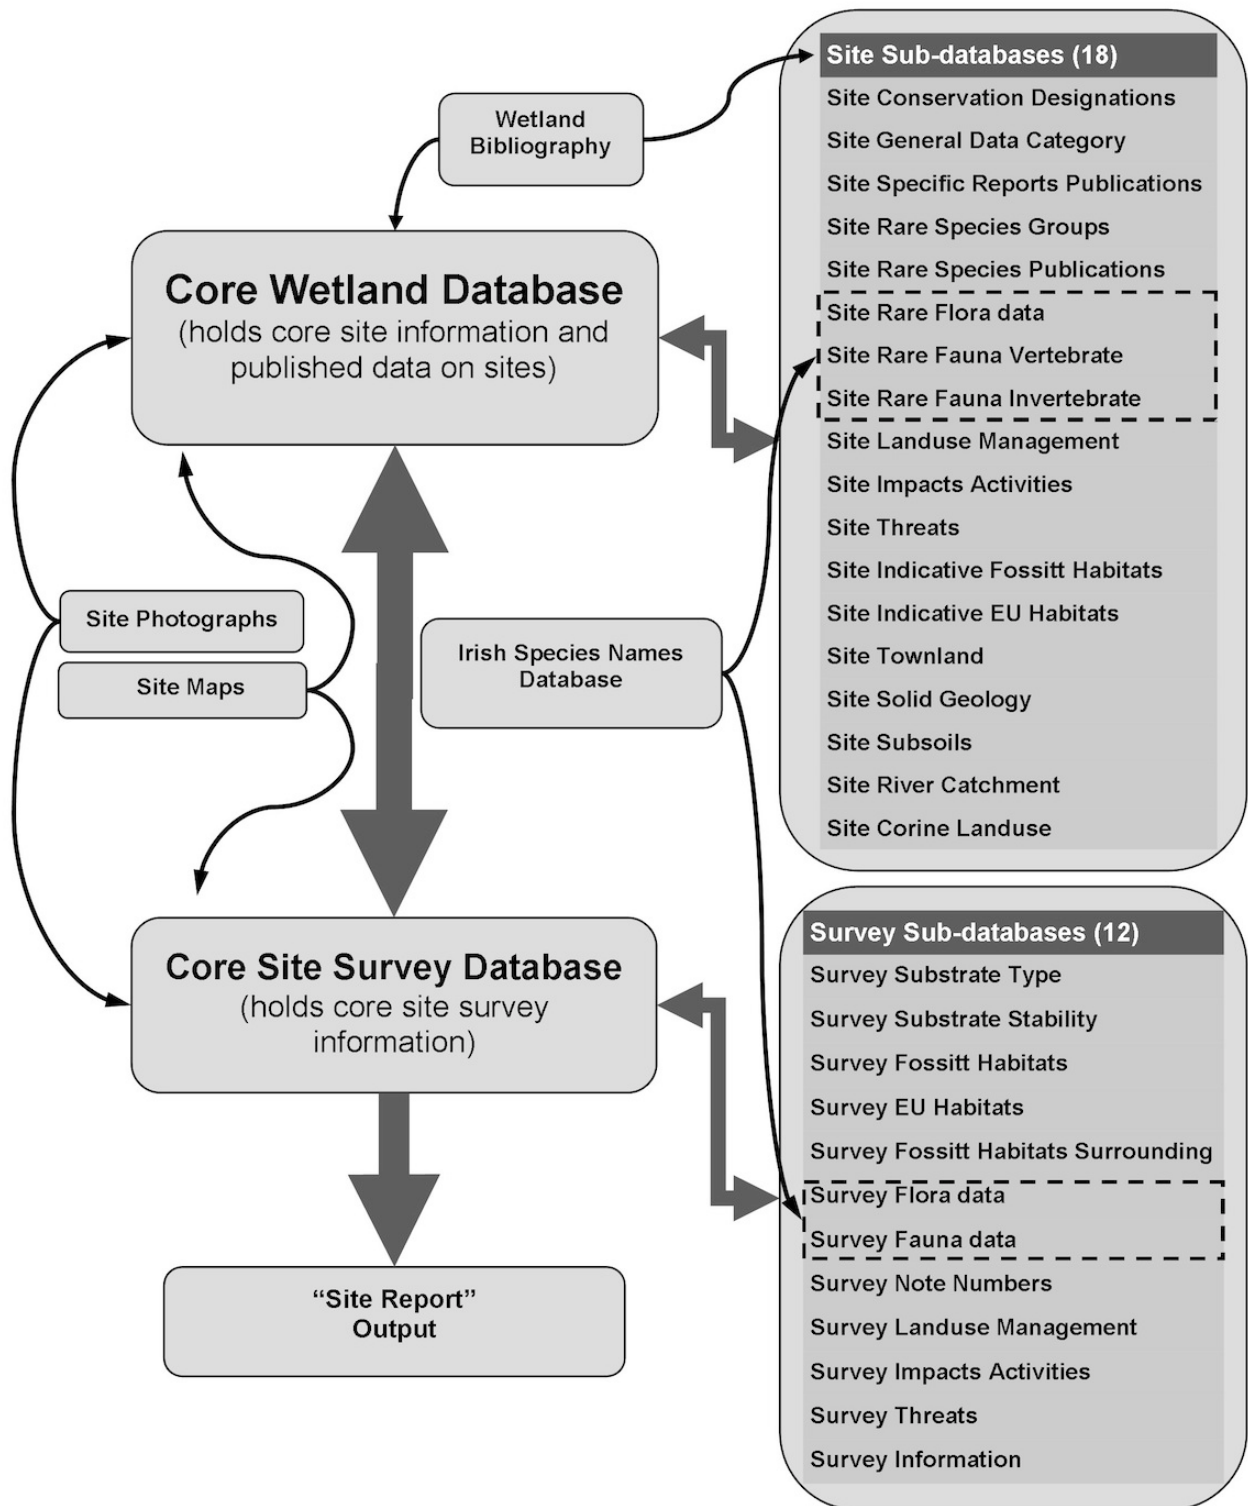 Wetland
Bibliography
Core Wetland Database
(holds core site information and
published data on sites)
Site Photographs
Site Maps
Irish Species Names
Database
Core Site Survey Database
(holds core site survey
information)
“Site Report”
Output
Site Sub-databases (18)
Site Conservation Designations
Site General Data Category
Site Specific Reports Publications
Site Rare Species Groups
Site Rare Species Publications
Site Rare Flora data
Site Rare Fauna Vertebrate
Site Rare Fauna Invertebrate
Site Landuse Management
Site Impacts Activities
Site Threats
Site Indicative Fossitt Habitats
Site Indicative EU Habitats
Site Townland
Site Solid Geology
Site Subsoils
Site River Catchment
Site Corine Landuse
Survey Sub-databases (12)
Survey Substrate Type
Survey Substrate Stability
Survey Fossitt Habitats
Survey EU Habitats
Survey Fossitt Habitats Surrounding
Survey Flora data
Survey Fauna data
Survey Note Numbers
Survey Landuse Management
Survey Impacts Activities
Survey Threats
Survey Information